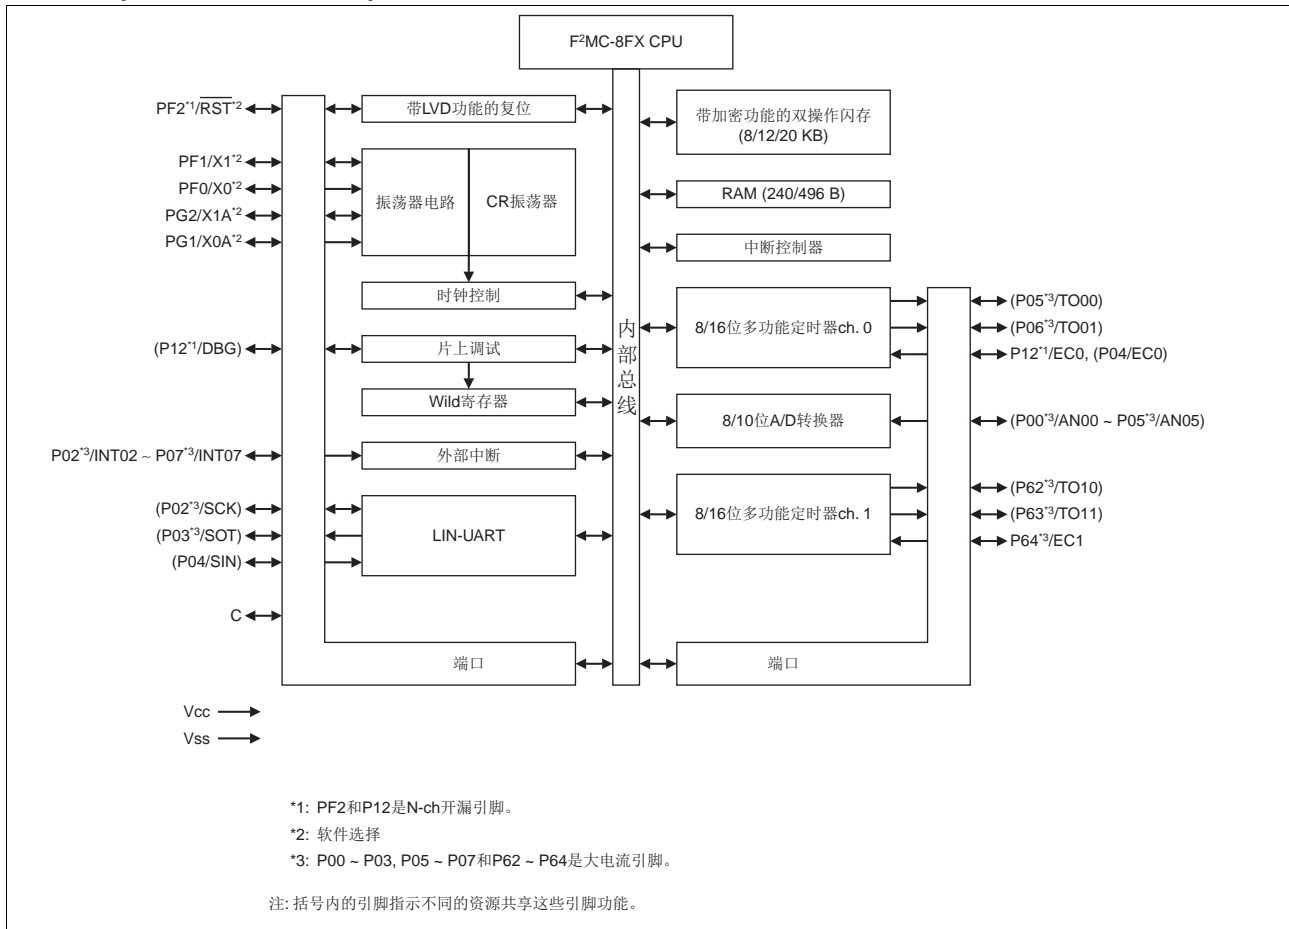 F²MC-8FX CPU
PF2*1/RST*2
带LVD功能的复位
带加密功能的双操作闪存
(8/12/20 KB)
PF1/X1*2
PF0/X0*2
PG2/X1A*2
PG1/X0A*2
振荡器电路
CR振荡器
RAM (240/496 B)
中断控制器
时钟控制
8/16位多功能定时器ch. 0
(P05*3/TO00)
(P06*3/TO01)
P12*1/EC0, (P04/EC0)
内部总线
(P12*1/DBG)
片上调试
Wild寄存器
8/10位A/D转换器
(P00*3/AN00 ~ P05*3/AN05)
P02*3/INT02 ~ P07*3/INT07
外部中断
(P02*3/SCK)
(P03*3/SOT)
(P04/SIN)
LIN-UART
8/16位多功能定时器ch. 1
(P62*3/TO10)
(P63*3/TO11)
P64*3/EC1
C
端口
端口
Vcc
Vss
*1: PF2和P12是N-ch开漏引脚。
*2: 软件选择
*3: P00 ~ P03, P05 ~ P07和P62 ~ P64是大电流引脚。
注: 括号内的引脚指示不同的资源共享这些引脚功能。